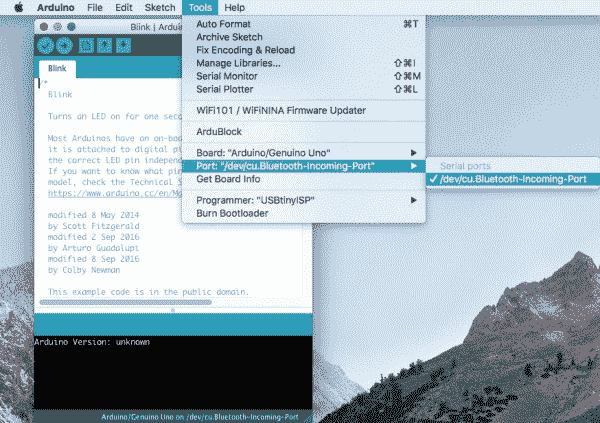 Arduino File Edit Sketch Tools Help
Blink | Ardui
Blink
/*
Blink
Turns an LED on for one secon
Most Arduinos have an on-boar
it is attached to digital pi
the correct LED pin independ
If you want to know what pin
model, check the Technical S
https://www.arduino.cc/en/Ma
modified 8 May 2014
by Scott Fitzgerald
modified 2 Sep 2016
by Arturo Guadalupi
modified 8 Sep 2016
by Colby Newman
This example code is in the public domain.
Arduino Version: unknown
Arduino/Genuino Uno on /dev/cu.Bluetooth-Incoming-Port
Auto Format ⌘T
Archive Sketch
Fix Encoding & Reload
Manage Libraries... ⇧⌘I
Serial Monitor ⇧⌘M
Serial Plotter ⇧⌘L
WiFi101 / WiFiNINA Firmware Updater
ArduBlock
Board: "Arduino/Genuino Uno"
Port: "/dev/cu.Bluetooth-Incoming-Port"
Get Board Info
Programmer: "USBtinyISP"
Burn Bootloader
Serial ports
✓ /dev/cu.Bluetooth-Incoming-Port